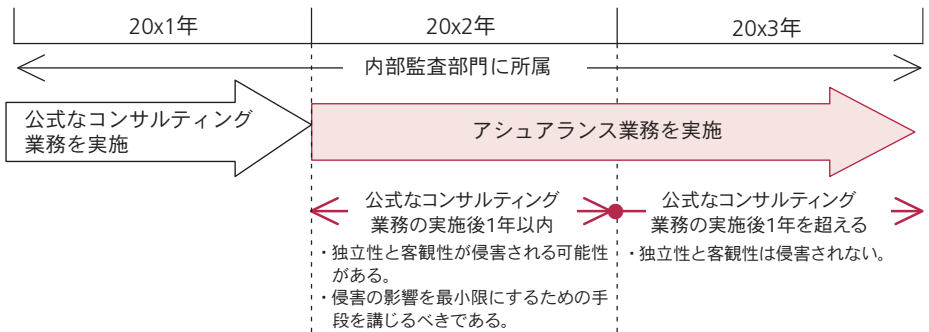 20x1年
20x2年
20x3年
内部監査部門に所属
公式なコンサルティング
業務を実施
アシュアランス業務を実施
公式なコンサルティング
業務の実施後1年以内
・独立性と客観性が侵害される可能性
がある。
・侵害の影響を最小限にするための手
段を講じるべきである。
公式なコンサルティング
業務の実施後1年を超える
・独立性と客観性は侵害されない。